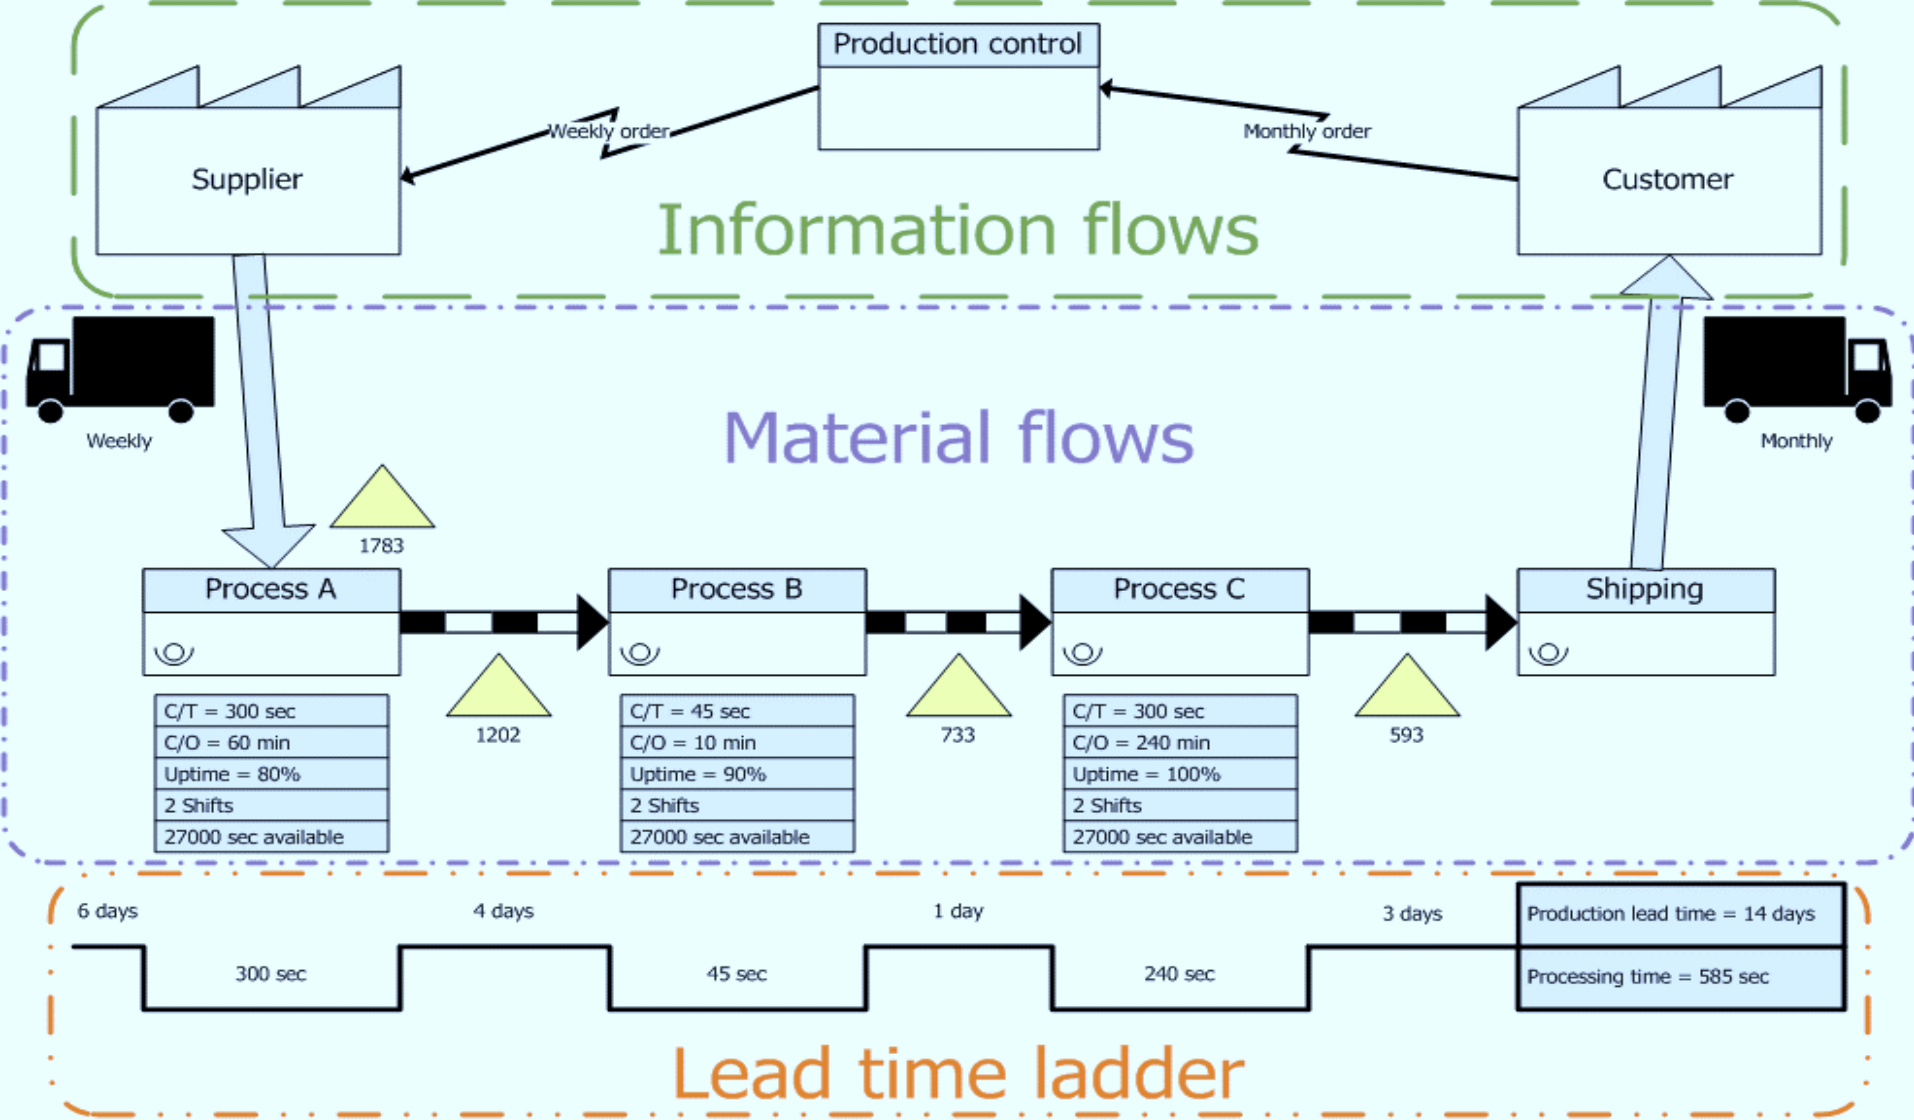 Production control
Weekly order
Monthly order
Supplier
Customer
Information flows
Weekly
Material flows
Monthly
1783
Process A
Process B
Process C
Shipping
C/T = 300 sec
C/O = 60 min
Uptime = 80%
2 Shifts
27000 sec available
1202
C/T = 45 sec
C/O = 10 min
Uptime = 90%
2 Shifts
27000 sec available
733
C/T = 300 sec
C/O = 240 min
Uptime = 100%
2 Shifts
27000 sec available
593
6 days
4 days
1 day
3 days
Production lead time = 14 days
300 sec
45 sec
240 sec
Processing time = 585 sec
Lead time ladder